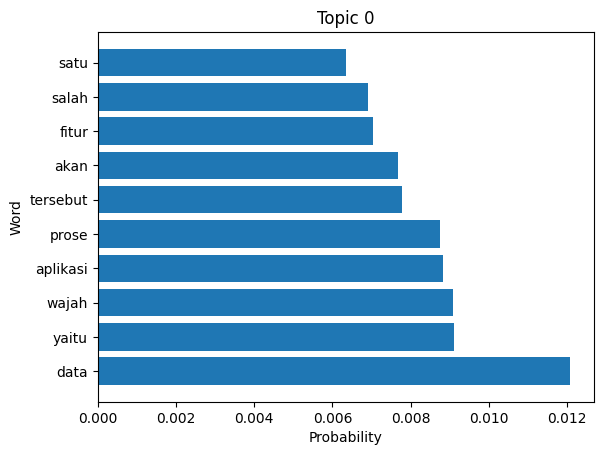 Topic 0
satu
salah
fitur
akan
tersebut
prose
aplikasi
wajah
yaitu
data
Word
0.000 0.002 0.004 0.006 0.008 0.010 0.012
Probability